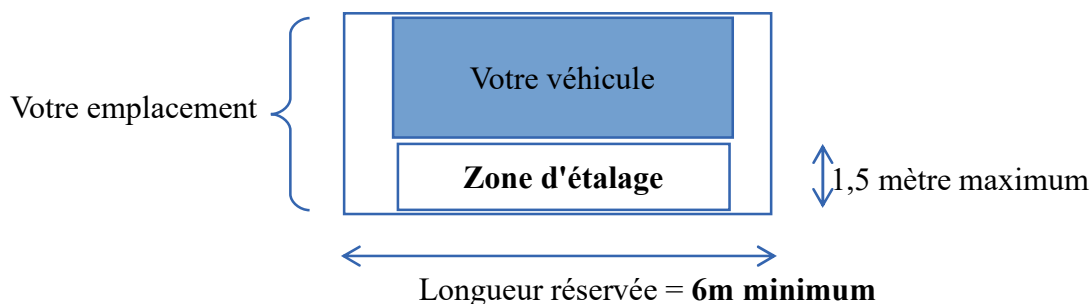 Votre véhicule
Votre emplacement
Zone d'étalage
1,5 mètre maximum
Longueur réservée = 6m minimum